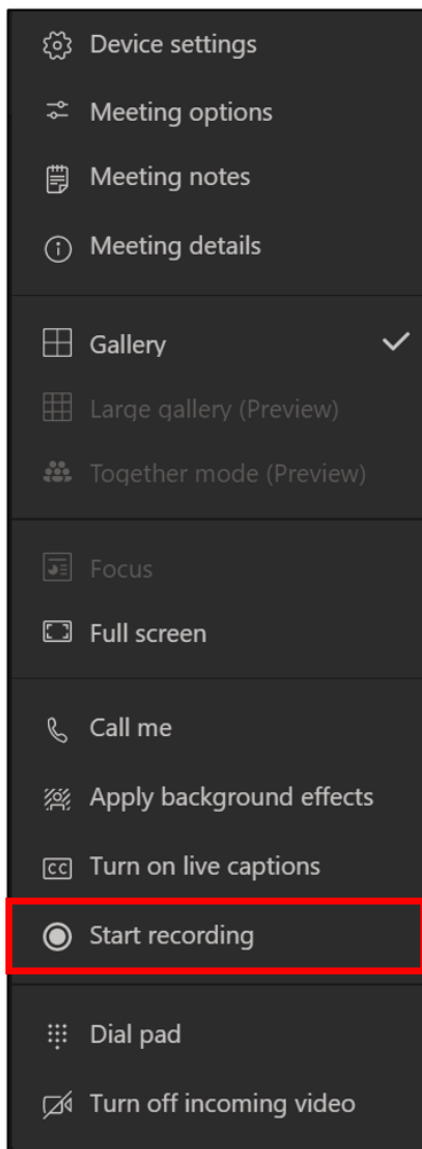 Device settings
Meeting options
Meeting notes
Meeting details
Gallery
Large gallery (Preview)
Together mode (Preview)
Focus
Full screen
Call me
Apply background effects
CC Turn on live captions
Start recording
Dial pad
Turn off incoming video